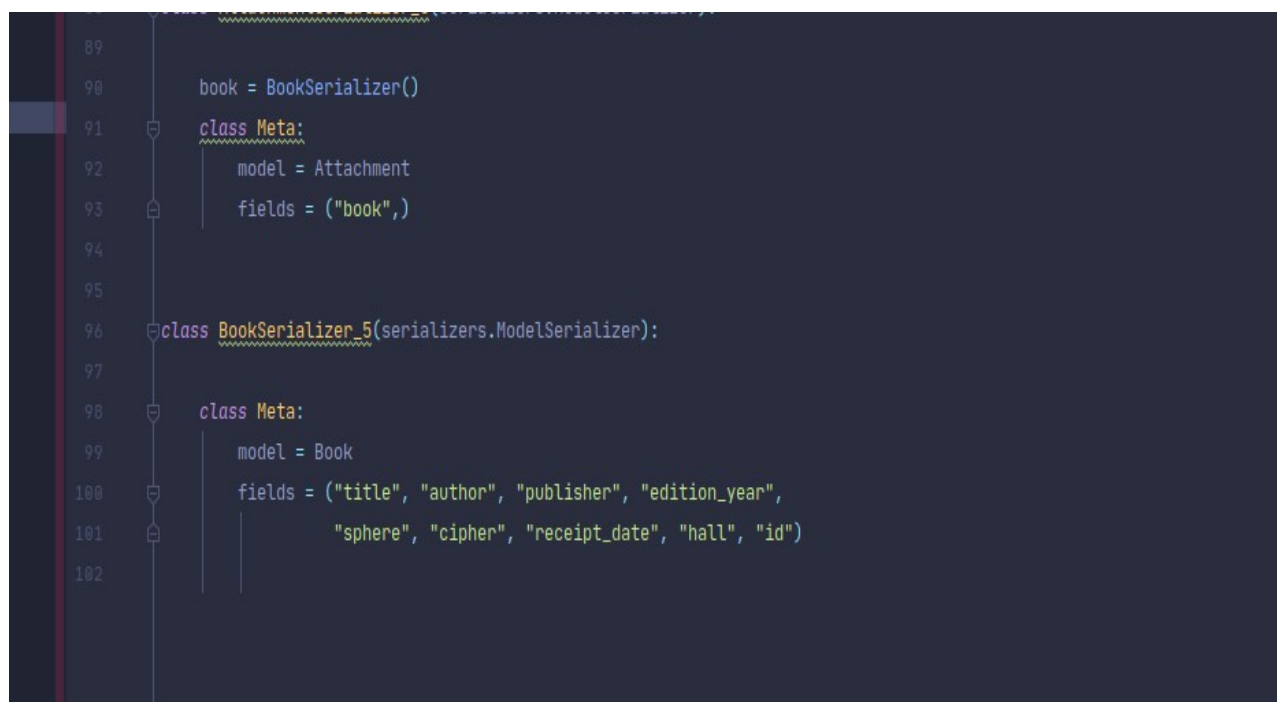 89
90 book = BookSerializer()
91 class Meta:
92 model = Attachment
93 fields = ("book",)
94
95
96 class BookSerializer_5(serializers.ModelSerializer):
97
98 class Meta:
99 model = Book
100 fields = ("title", "author", "publisher", "edition_year",
101 "sphere", "cipher", "receipt_date", "hall", "id")
102